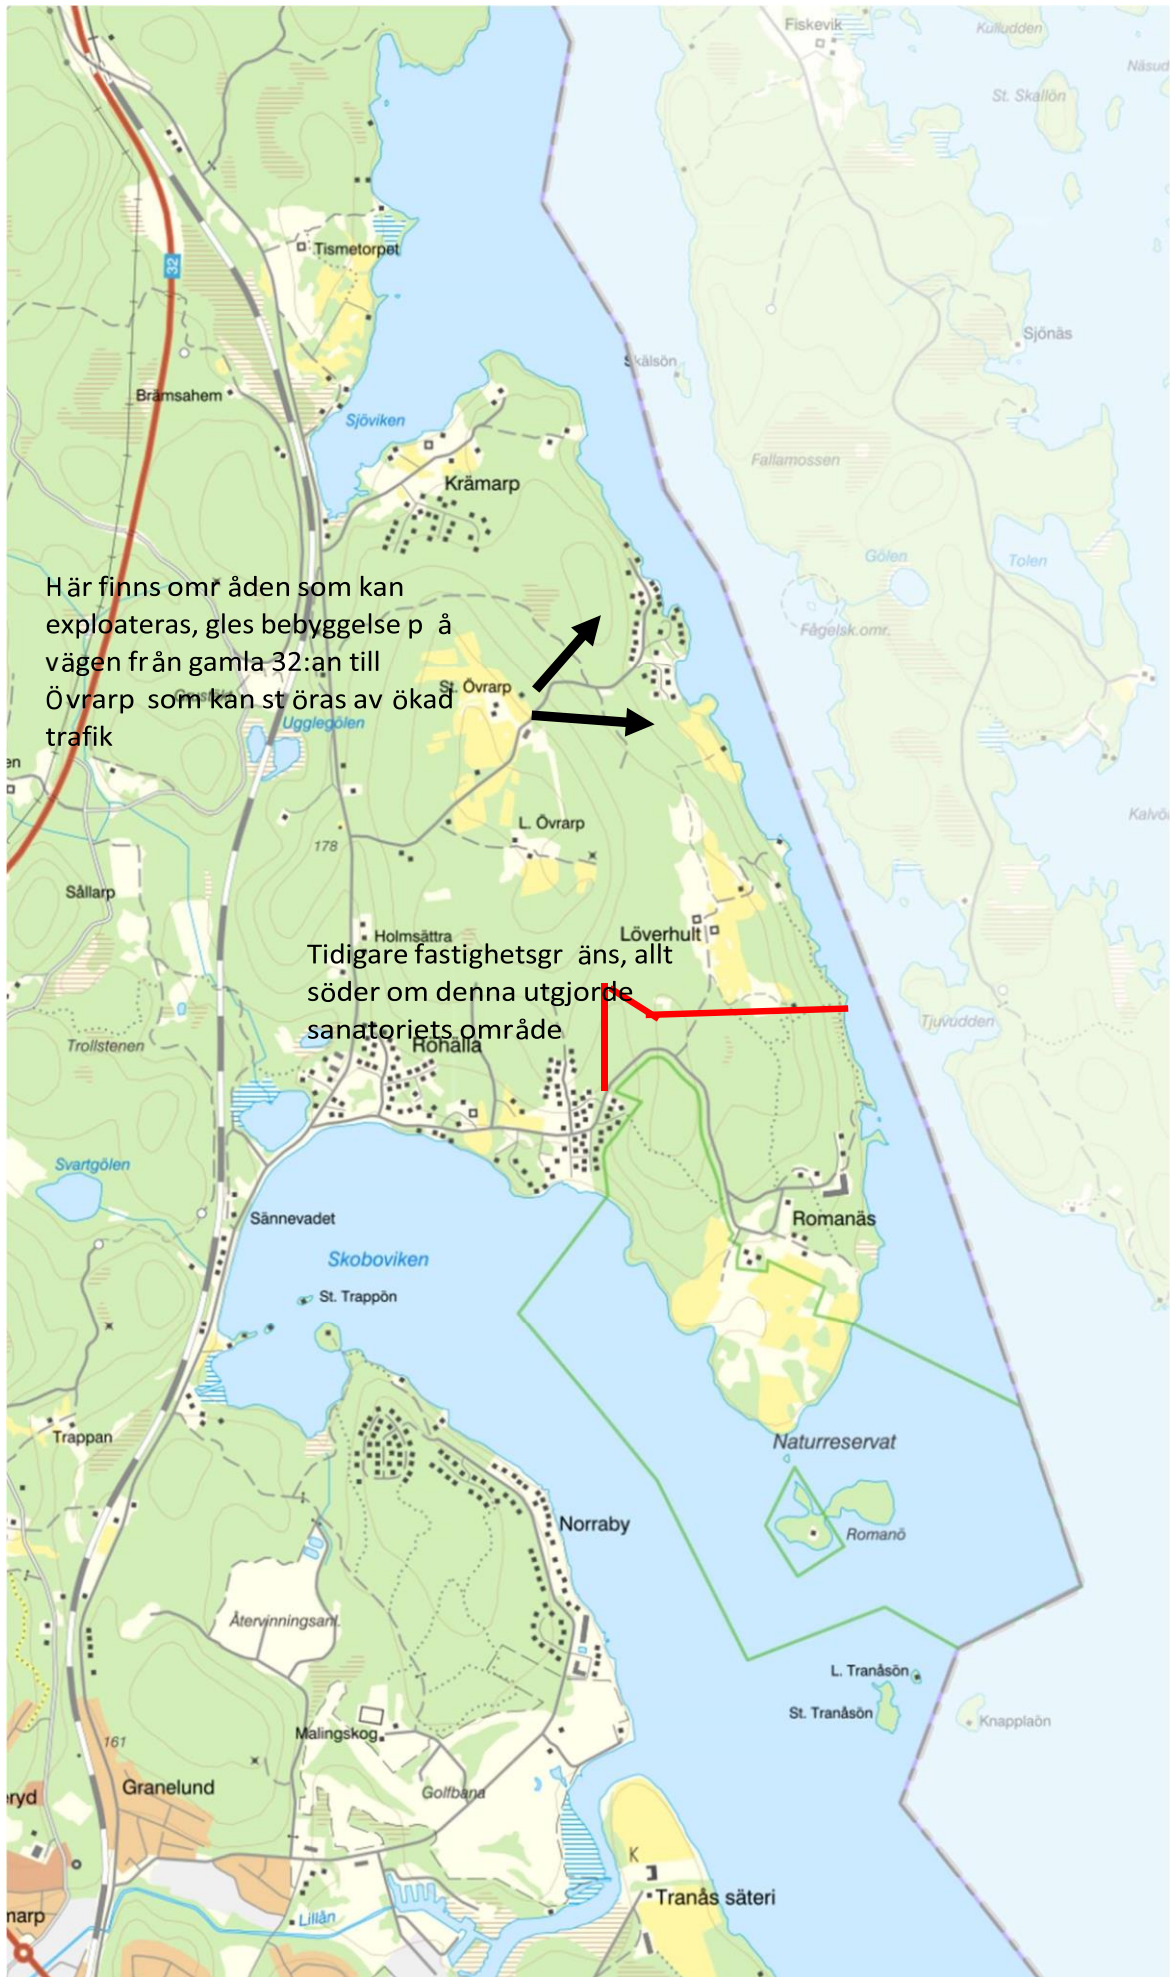 Fiskevik
Kulludden
Näsud
St. Skallön
Tismetorpet
32
Sjönäs
Skälsön
Brämsahem
Sjöviken
Fallamossen
Krämarp
Gölen
Tolen
Här finns områden som kan
exploateras, gles bebyggelse på
vägen från gamla 32:an till
Övrarp som kan störas av ökad
trafik
Fågelsk.omr.
St. Övrarp
Ugglegölen
en
L. Övrarp
Kalvö
178
Sållarp
Holmsättra
Löverhult
Tidigare fastighetsgräns, allt
söder om denna utgjorde
sanatoriets område
Tjuvudden
Trollstenen
Röhälla
Svartgölen
Sännevadet
Romanäs
Skoboviken
St. Trappön
Trappan
Naturreservat
Norraby
Romanö
Återvinningsanl.
L. Tranåsön
St. Tranåsön
Knapplaön
Malingskog
161
Granelund
Golfbana
ryd
K
Tranås säteri
Lillån
marp